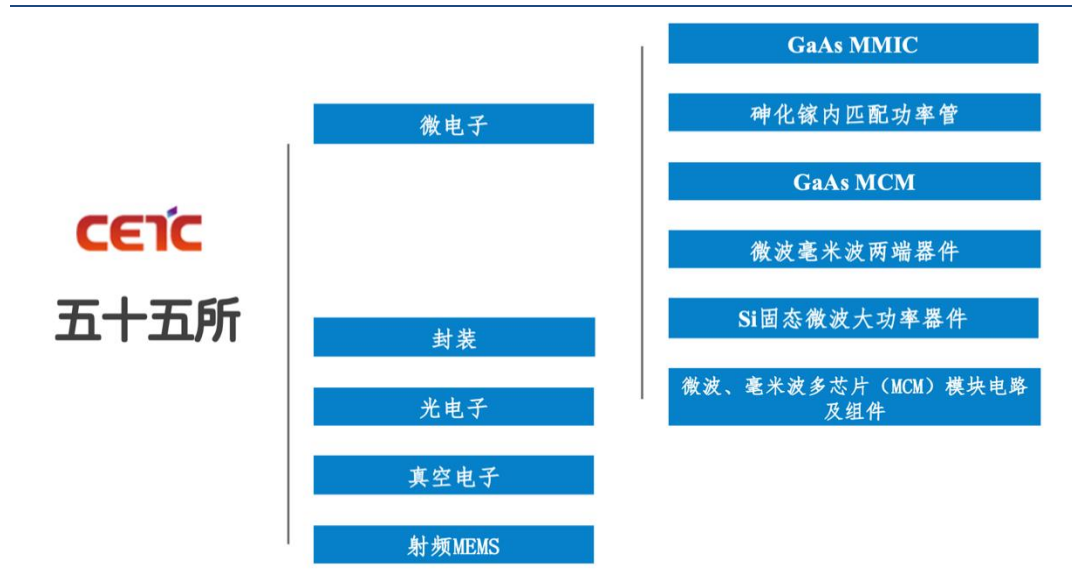 CETC
五十五所
微电子
封装
光电子
真空电子
射频MEMS
GaAs MMIC
砷化镓内匹配功率管
GaAs MCM
微波毫米波两端器件
Si固态微波大功率器件
微波、毫米波多芯片（MCM）模块电路
及组件